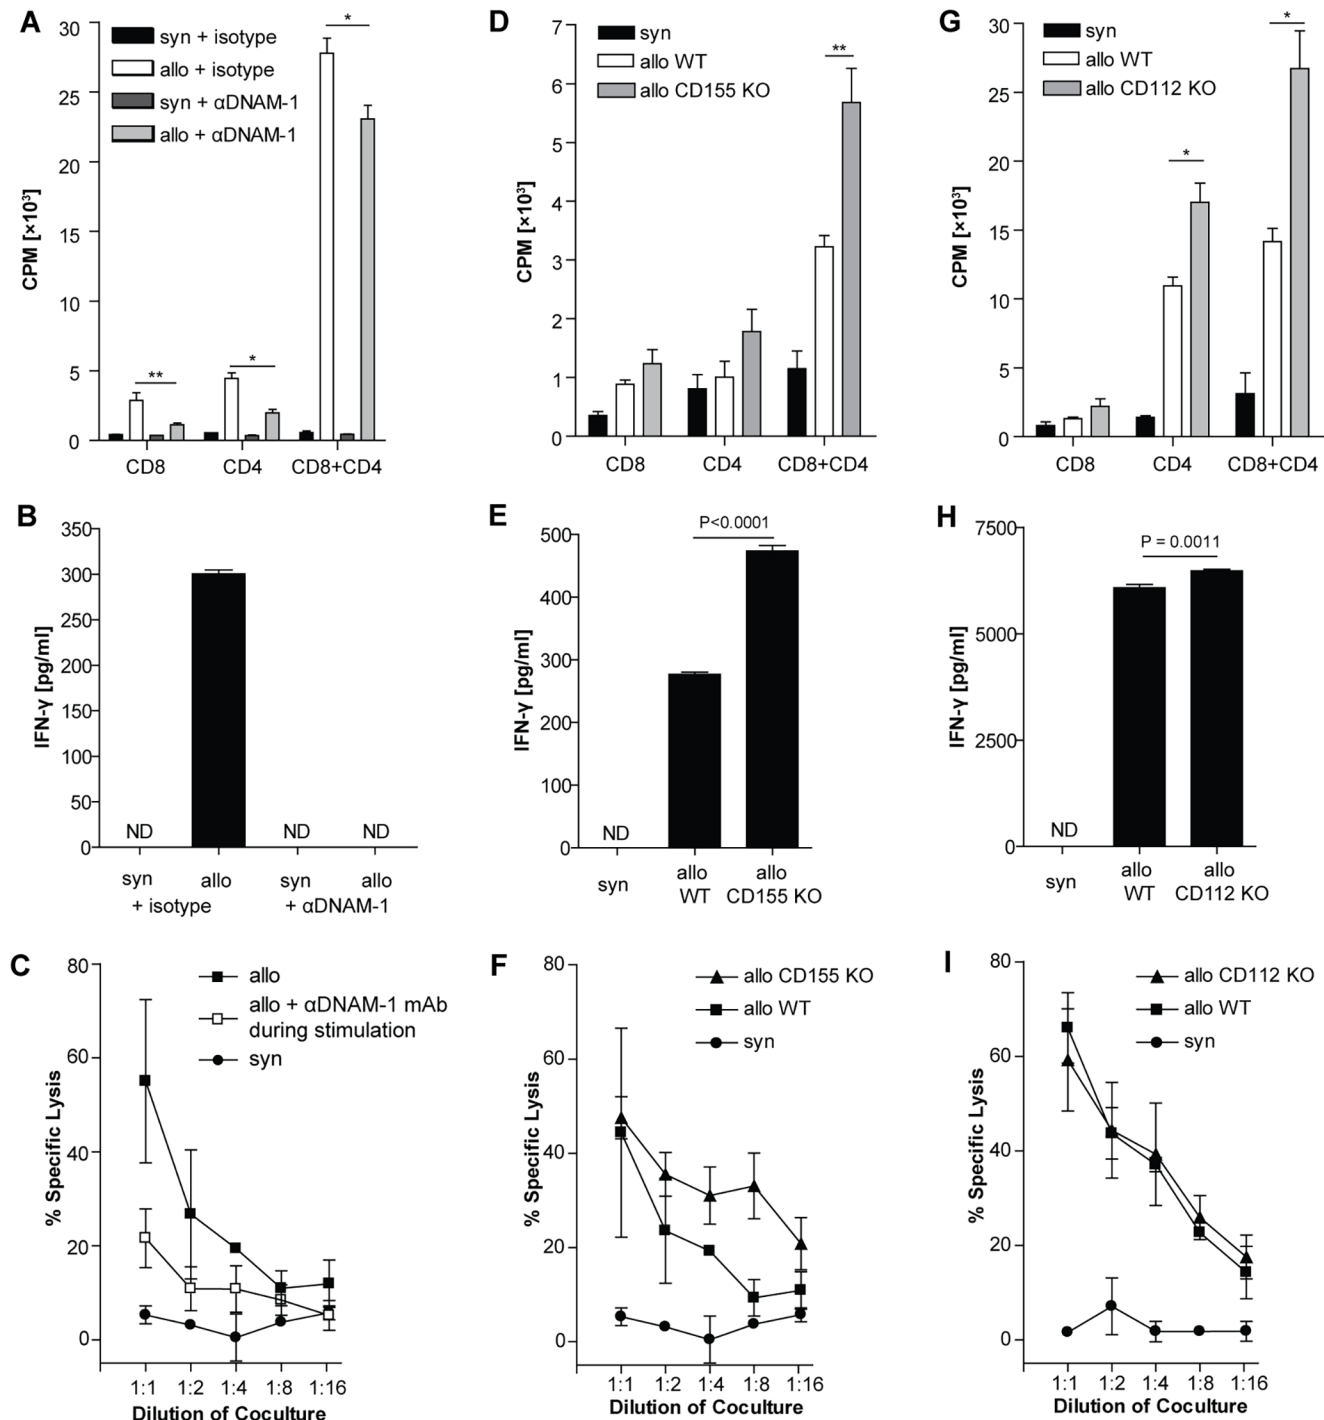 A
30
25
20
15
10
5
0
CPM [×10³]
syn + isotype
allo + isotype
syn + αDNAM-1
allo + αDNAM-1
**
*
*
CD8 CD4 CD8+CD4
D
7
6
5
4
3
2
1
0
CPM [×10³]
syn
allo WT
allo CD155 KO
**
CD8 CD4 CD8+CD4
G
30
25
20
15
10
5
0
CPM [×10³]
syn
allo WT
allo CD112 KO
*
*
CD8 CD4 CD8+CD4
B
350
300
250
200
150
100
50
0
IFN-γ [pg/ml]
ND ND ND
syn allo syn allo
+ isotype + αDNAM-1
E
500
400
300
200
100
0
IFN-γ [pg/ml]
P<0.0001
ND
syn allo WT allo CD155 KO
H
7500
5000
2500
0
IFN-γ [pg/ml]
P = 0.0011
ND
syn allo WT allo CD112 KO
C
80
60
40
20
0
% Specific Lysis
allo
allo + αDNAM-1 mAb
during stimulation
syn
1:1 1:2 1:4 1:8 1:16
Dilution of Coculture
F
80
60
40
20
0
% Specific Lysis
allo CD155 KO
allo WT
syn
1:1 1:2 1:4 1:8 1:16
Dilution of Coculture
I
80
60
40
20
0
% Specific Lysis
allo CD112 KO
allo WT
syn
1:1 1:2 1:4 1:8 1:16
Dilution of Coculture